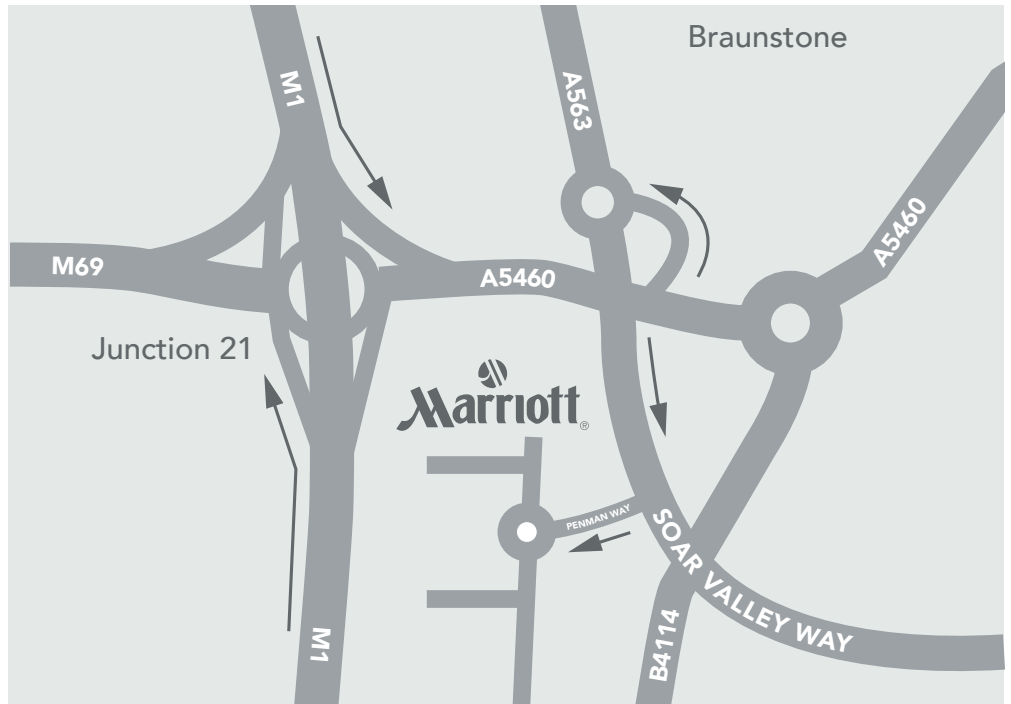 Braunstone
M1
A563
A5460
M69
A5460
Junction 21
Marriott®
PENMAN WAY
SOAR VALLEY WAY
B4114
M1